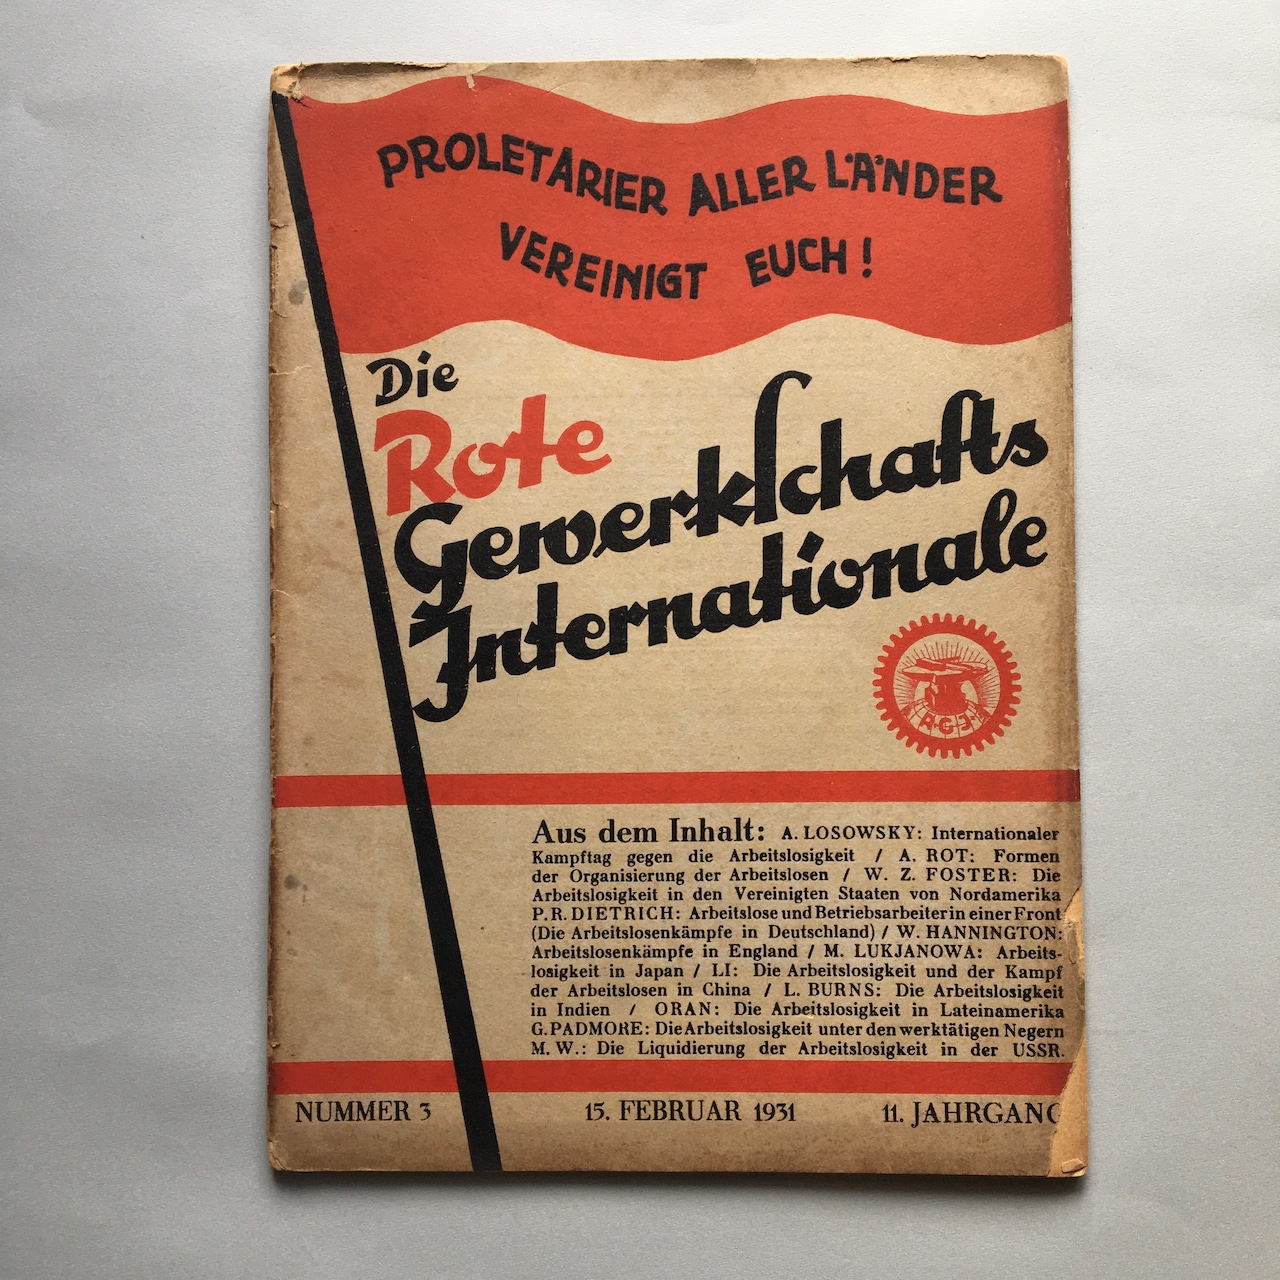 PROLETARIER ALLER LÄNDER
VEREINIGT EUCH!
Die
Rote
Gewerkschafts
Internationale
R·G·J·
Aus dem Inhalt: A. LOSOWSKY: Internationaler
Kampftag gegen die Arbeitslosigkeit / A. ROT: Formen
der Organisierung der Arbeitslosen / W. Z. FOSTER: Die
Arbeitslosigkeit in den Vereinigten Staaten von Nordamerika
P. R. DIETRICH: Arbeitslose und Betriebsarbeiter in einer Front
(Die Arbeitslosenkämpfe in Deutschland) / W. HANNINGTON:
Arbeitslosenkämpfe in England / M. LUKJANOWA: Arbeits-
losigkeit in Japan / LI: Die Arbeitslosigkeit und der Kampf
der Arbeitslosen in China / L. BURNS: Die Arbeitslosigkeit
in Indien / ORAN: Die Arbeitslosigkeit in Lateinamerika
G. PADMORE: Die Arbeitslosigkeit unter den werktätigen Negern
M. W.: Die Liquidierung der Arbeitslosigkeit in der USSR.
NUMMER 3 15. FEBRUAR 1931 11. JAHRGANG